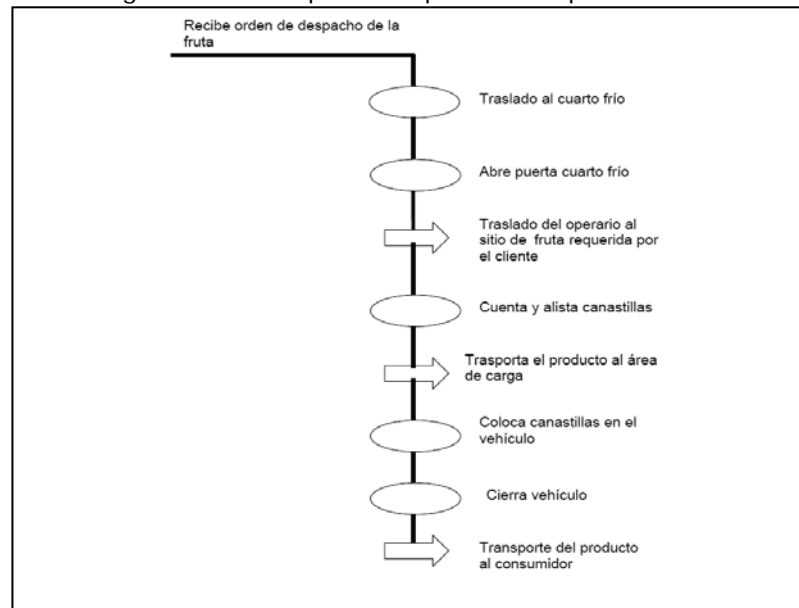 Recibe orden de despacho de la
fruta
Traslado al cuarto frío
Abre puerta cuarto frío
Traslado del operario al
sitio de fruta requerida por
el cliente
Cuenta y alista canastillas
Trasporta el producto al área
de carga
Coloca canastillas en el
vehículo
Cierra vehículo
Transporte del producto
al consumidor